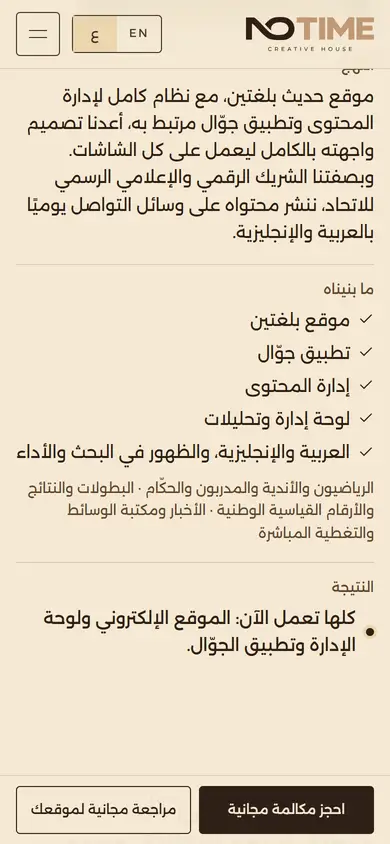 NOTIME
CREATIVE HOUSE
EN
ع
موقع حديث بلغتين، مع نظام كامل لإدارة
المحتوى وتطبيق جوّال مرتبط به، أعدنا تصميم
واجهته بالكامل ليعمل على كل الشاشات.
وبصفتنا الشريك الرقمي والإعلامي الرسمي
للاتحاد، ننشر محتواه على وسائل التواصل يوميًا
بالعربية والإنجليزية.
ما بنيناه
موقع بلغتين
تطبيق جوّال
إدارة المحتوى
لوحة إدارة وتحليلات
العربية والإنجليزية، والظهور في البحث والأداء
الرياضيون والأندية والمدربون والحكّام · البطولات والنتائج
والأرقام القياسية الوطنية · الأخبار ومكتبة الوسائط
والتغطية المباشرة
النتيجة
كلها تعمل الآن: الموقع الإلكتروني ولوحة
الإدارة وتطبيق الجوّال.
احجز مكالمة مجانية
مراجعة مجانية لموقعك